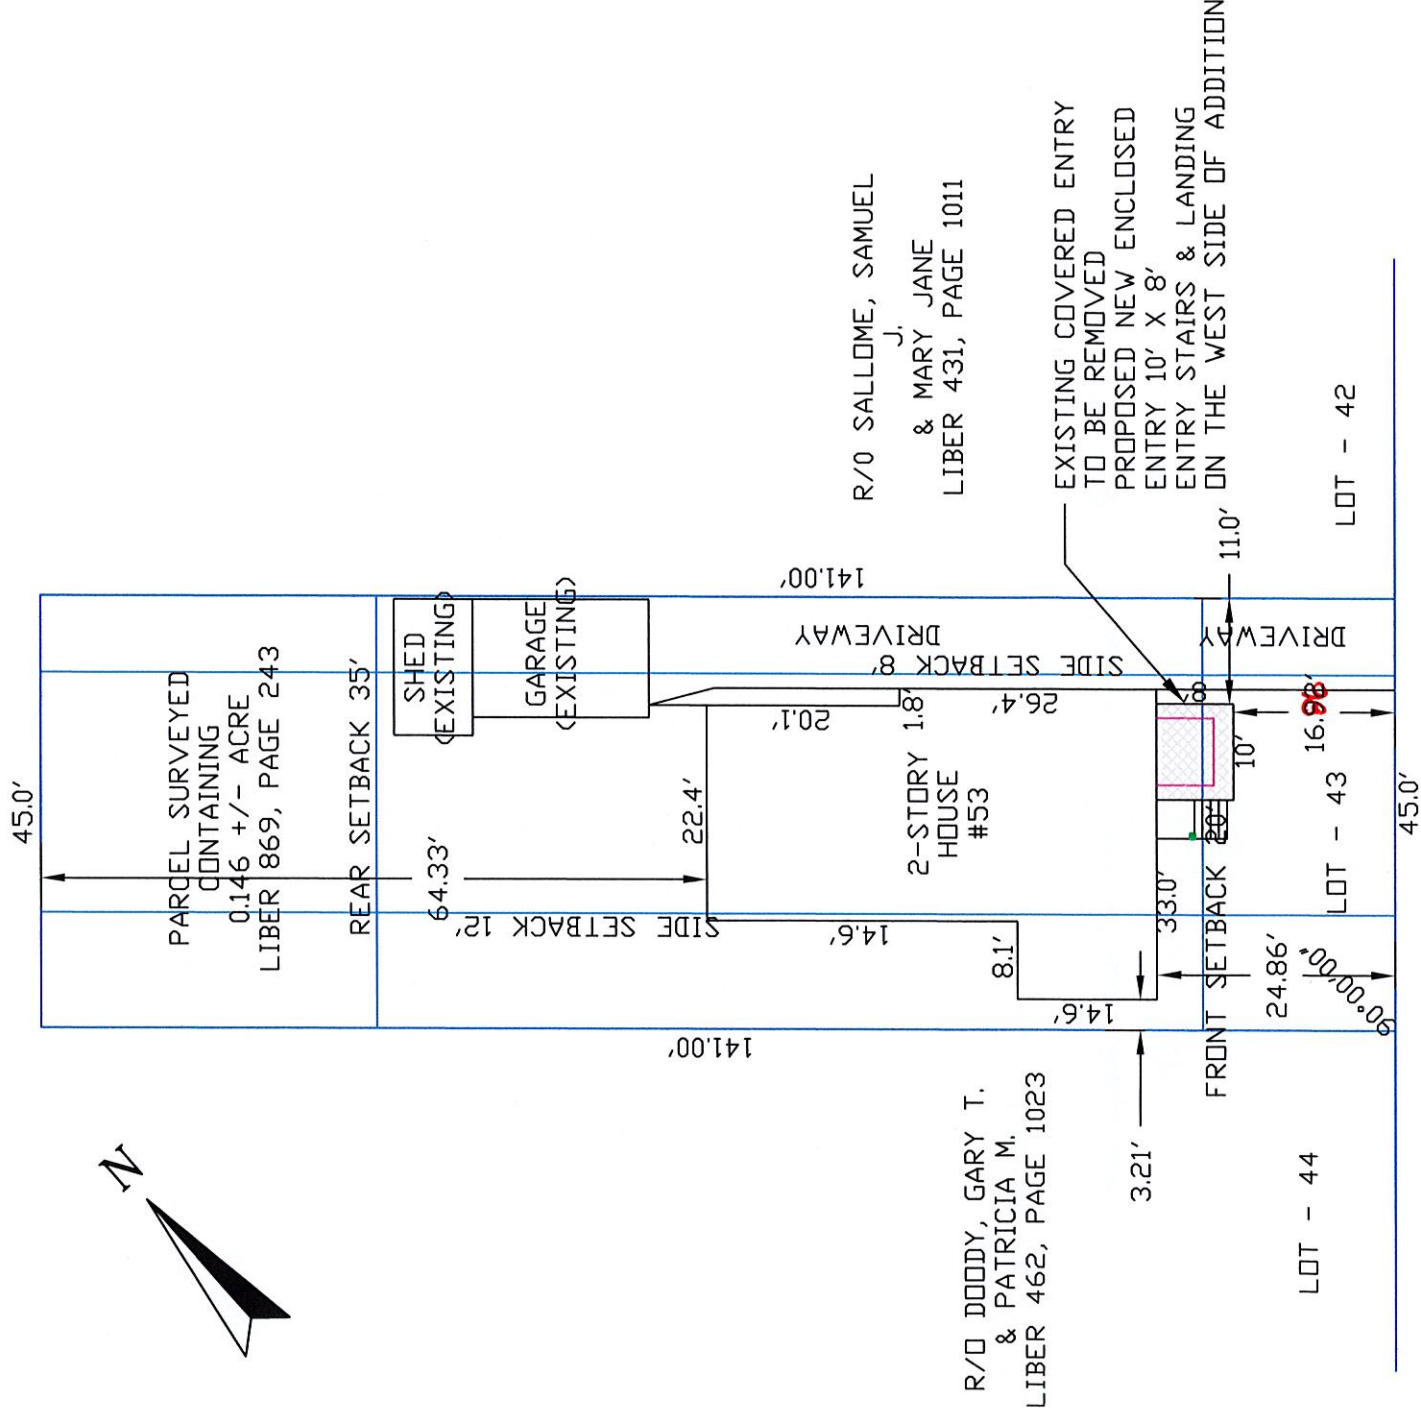 45.0'
PARCEL SURVEYED
CONTAINING
0.146 +/- ACRE
LIBER 869, PAGE 243
REAR SETBACK 35'
SHED
(EXISTING)
GARAGE
(EXISTING)
64.33'
SIDE SETBACK 12'
22.4'
14.6'
20.1'
1.8'
26.4'
SIDE SETBACK 8'
DRIVEWAY
141.00'
141.00'
2-STORY
HOUSE
#53
8.1'
14.6'
33.0'
24.86'
90°00'00"
3.21'
FRONT SETBACK 20'
8'
10'
11.0'
DRIVEWAY
LOT - 43
45.0'
N
R/O DOODY, GARY T.
& PATRICIA M.
LIBER 462, PAGE 1023
LOT - 44
R/O SALLOME, SAMUEL
J.
& MARY JANE
LIBER 431, PAGE 1011
EXISTING COVERED ENTRY
TO BE REMOVED
PROPOSED NEW ENCLOSED
ENTRY 10' X 8'
ENTRY STAIRS & LANDING
ON THE WEST SIDE OF ADDITION
LOT - 42